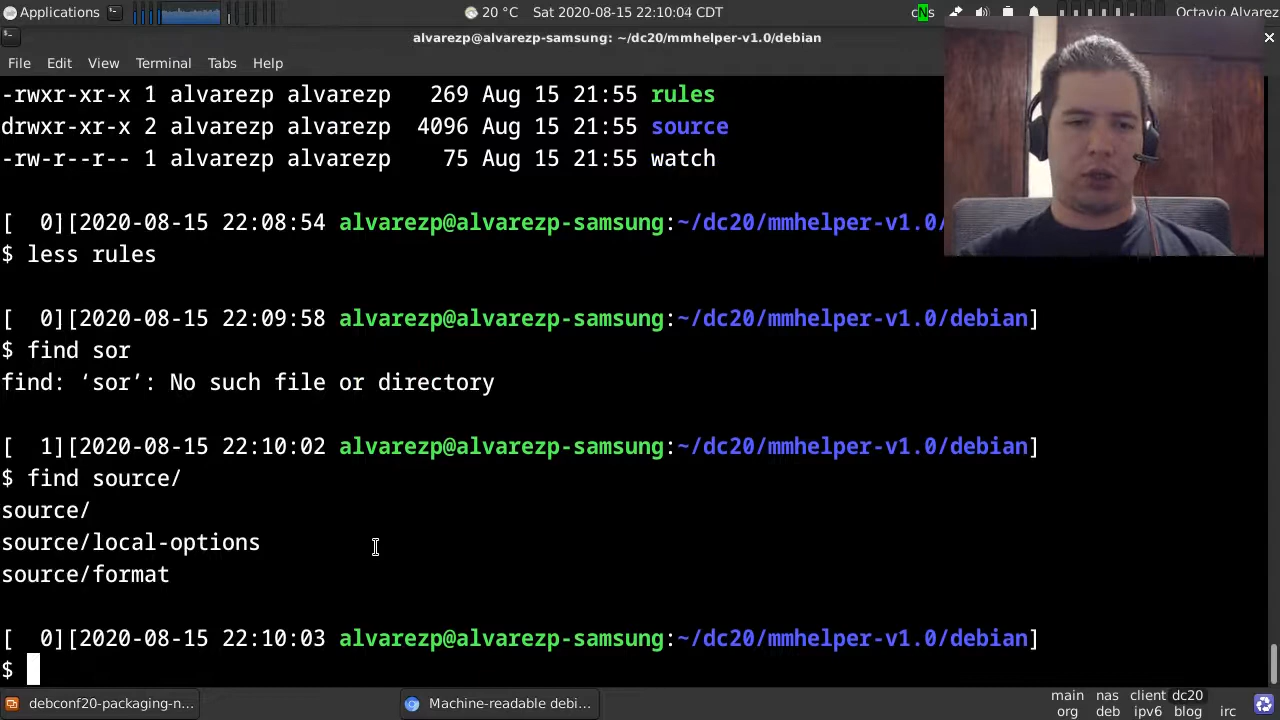 Applications 20 °C Sat 2020-08-15 22:10:04 CDT cNs Octavio Alvarez
alvarezp@alvarezp-samsung: ~/dc20/mmhelper-v1.0/debian
File Edit View Terminal Tabs Help
-rwxr-xr-x 1 alvarezp alvarezp 269 Aug 15 21:55 rules
drwxr-xr-x 2 alvarezp alvarezp 4096 Aug 15 21:55 source
-rw-r--r-- 1 alvarezp alvarezp 75 Aug 15 21:55 watch
[ 0][2020-08-15 22:08:54 alvarezp@alvarezp-samsung:~/dc20/mmhelper-v1.0/
$ less rules
[ 0][2020-08-15 22:09:58 alvarezp@alvarezp-samsung:~/dc20/mmhelper-v1.0/debian]
$ find sor
find: ‘sor’: No such file or directory
[ 1][2020-08-15 22:10:02 alvarezp@alvarezp-samsung:~/dc20/mmhelper-v1.0/debian]
$ find source/
source/
source/local-options
source/format
[ 0][2020-08-15 22:10:03 alvarezp@alvarezp-samsung:~/dc20/mmhelper-v1.0/debian]
$
debconf20-packaging-n... Machine-readable debi... main nas client dc20
org deb ipv6 blog irc